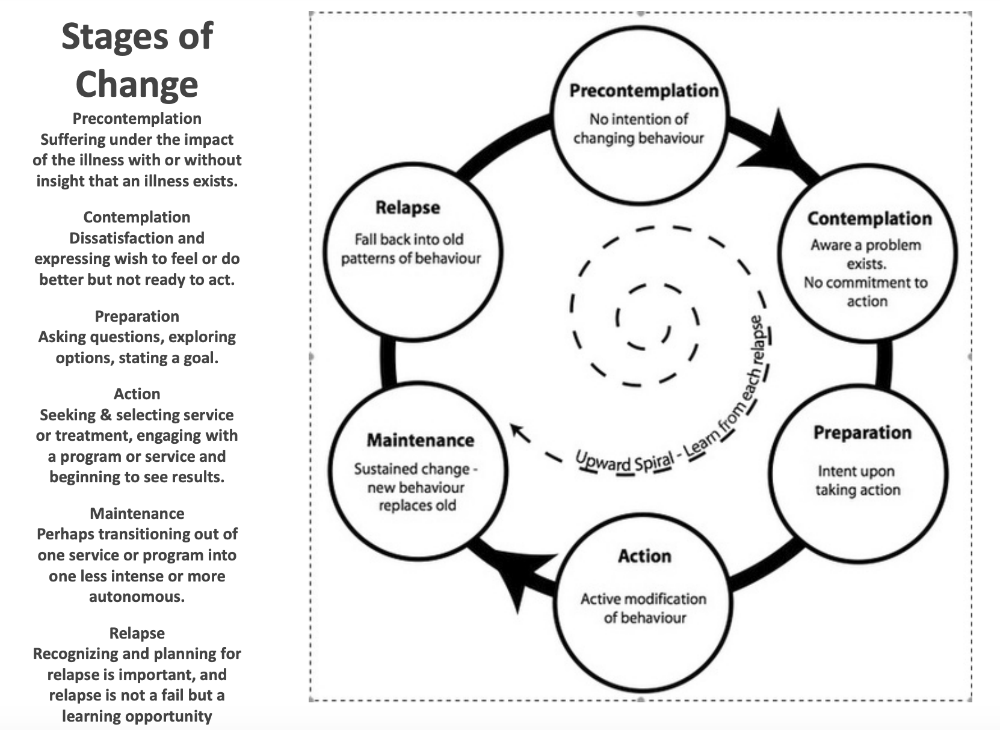 Stages of
Change
Precontemplation
Suffering under the impact
of the illness with or without
insight that an illness exists.
Contemplation
Dissatisfaction and
expressing wish to feel or do
better but not ready to act.
Preparation
Asking questions, exploring
options, stating a goal.
Action
Seeking & selecting service
or treatment, engaging with
a program or service and
beginning to see results.
Maintenance
Perhaps transitioning out of
one service or program into
one less intense or more
autonomous.
Relapse
Recognizing and planning for
relapse is important, and
relapse is not a fail but a
learning opportunity
Precontemplation
No intention of
changing behaviour
Contemplation
Aware a problem
exists.
No commitment to
action
Preparation
Intent upon
taking action
Action
Active modification
of behaviour
Maintenance
Sustained change -
new behaviour
replaces old
Relapse
Fall back into old
patterns of behaviour
Upward Spiral - Learn from each relapse